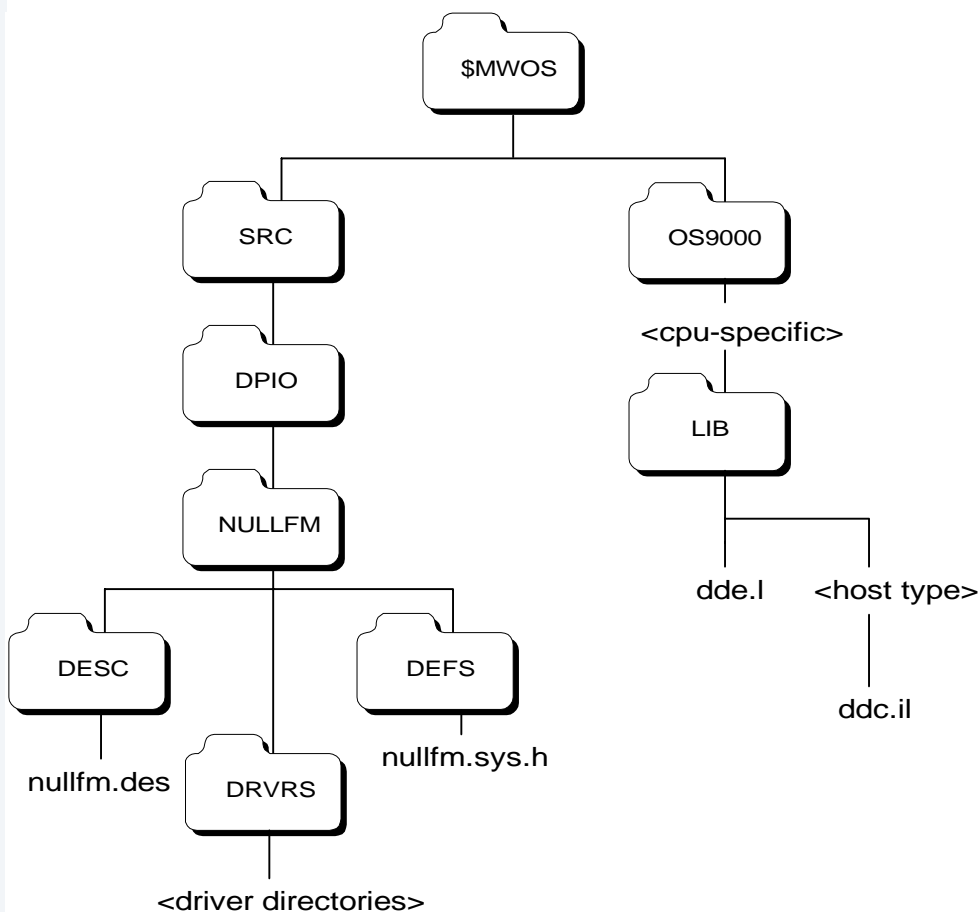 $MWOS
SRC
OS9000
<cpu-specific>
DPIO
LIB
NULLFM
dde.l
<host type>
DESC
DEFS
ddc.il
nullfm.des
nullfm.sys.h
DRVRS
<driver directories>